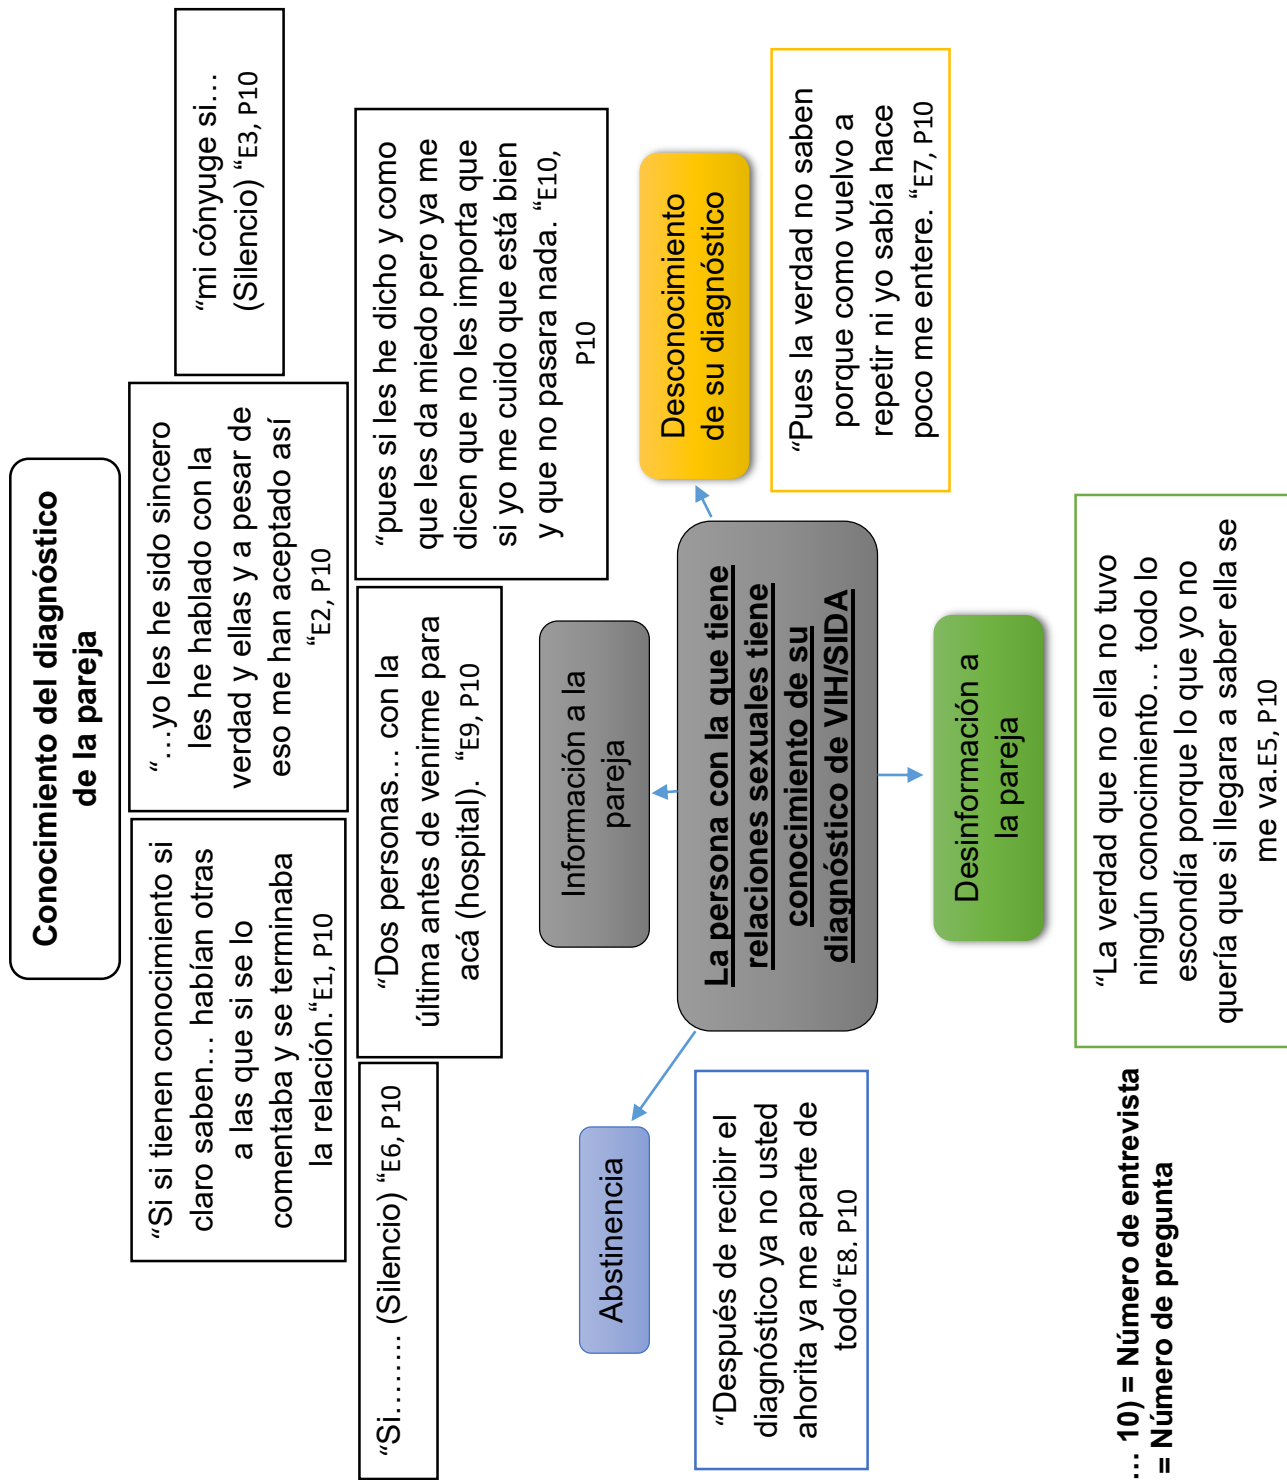 Conocimiento del diagnóstico
de la pareja
“Si si tienen conocimiento si
claro saben… habían otras
a las que si se lo
comentaba y se terminaba
la relación.“E1, P10
“…yo les he sido sincero
les he hablado con la
verdad y ellas y a pesar de
eso me han aceptado así
“E2, P10
“mi cónyuge si…
(Silencio) “E3, P10
“Si…….. (Silencio) “E6, P10
“Dos personas… con la
última antes de venirme para
acá (hospital). “E9, P10
“pues si les he dicho y como
que les da miedo pero ya me
dicen que no les importa que
si yo me cuido que está bien
y que no pasara nada. “E10,
P10
Información a la
pareja
Abstinencia
Desconocimiento
de su diagnóstico
La persona con la que tiene
relaciones sexuales tiene
conocimiento de su
diagnóstico de VIH/SIDA
“Después de recibir el
diagnóstico ya no usted
ahorita ya me aparte de
todo“E8, P10
“Pues la verdad no saben
porque como vuelvo a
repetir ni yo sabía hace
poco me entere. “E7, P10
Desinformación a
la pareja
“La verdad que no ella no tuvo
ningún conocimiento… todo lo
escondía porque lo que yo no
quería que si llegara a saber ella se
me va.E5, P10
… 10) = Número de entrevista
= Número de pregunta